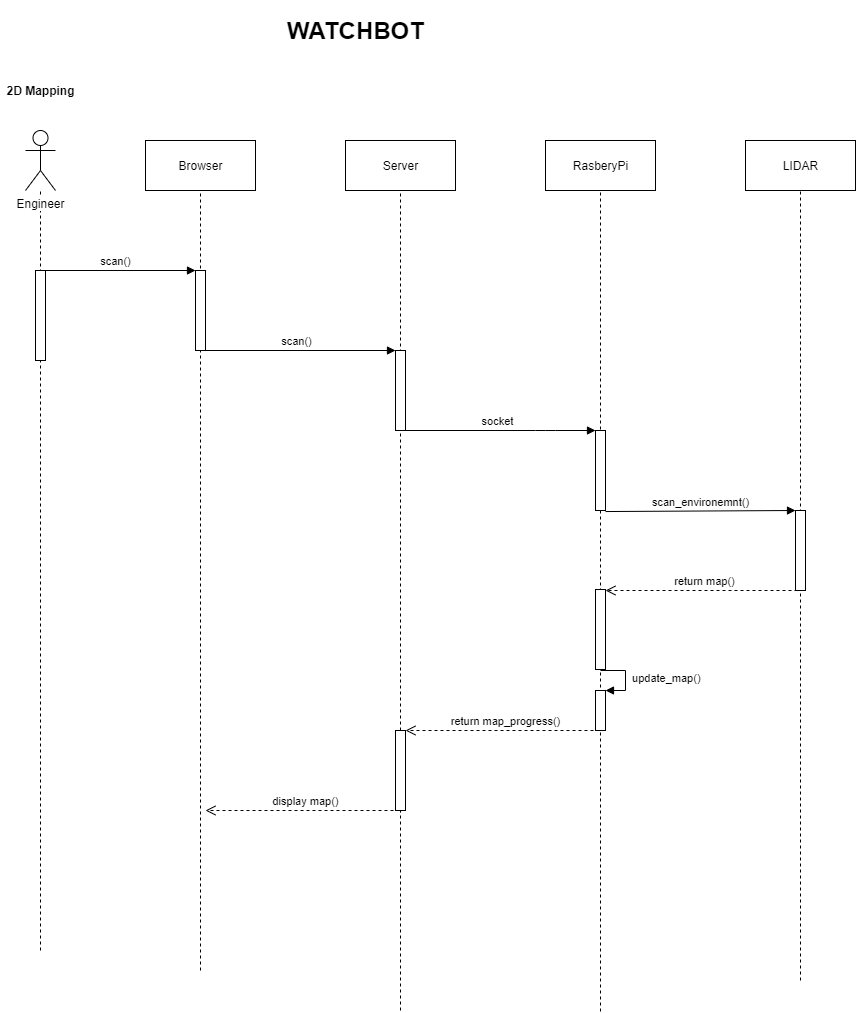 WATCHBOT
2D Mapping
Engineer
Browser
Server
RasberyPi
LIDAR
scan()
scan()
socket
scan_environemnt()
return map()
update_map()
return map_progress()
display map()